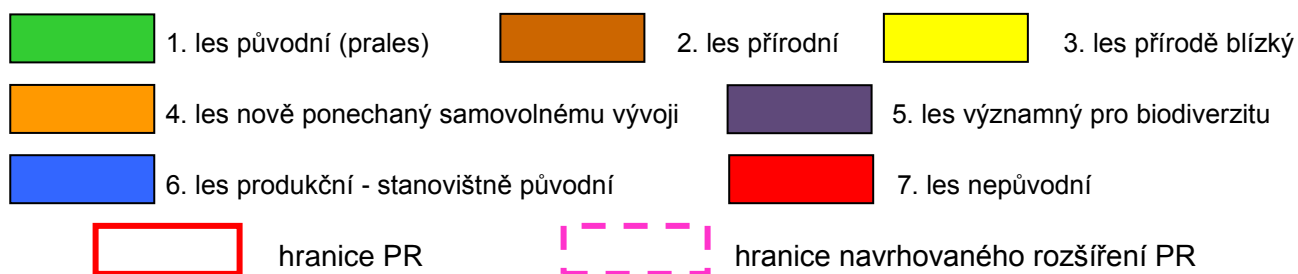 1. les původní (prales) 2. les přírodní 3. les přírodě blízký
4. les nově ponechaný samovolnému vývoji 5. les významný pro biodiverzitu
6. les produkční - stanovištně původní 7. les nepůvodní
hranice PR hranice navrhovaného rozšíření PR